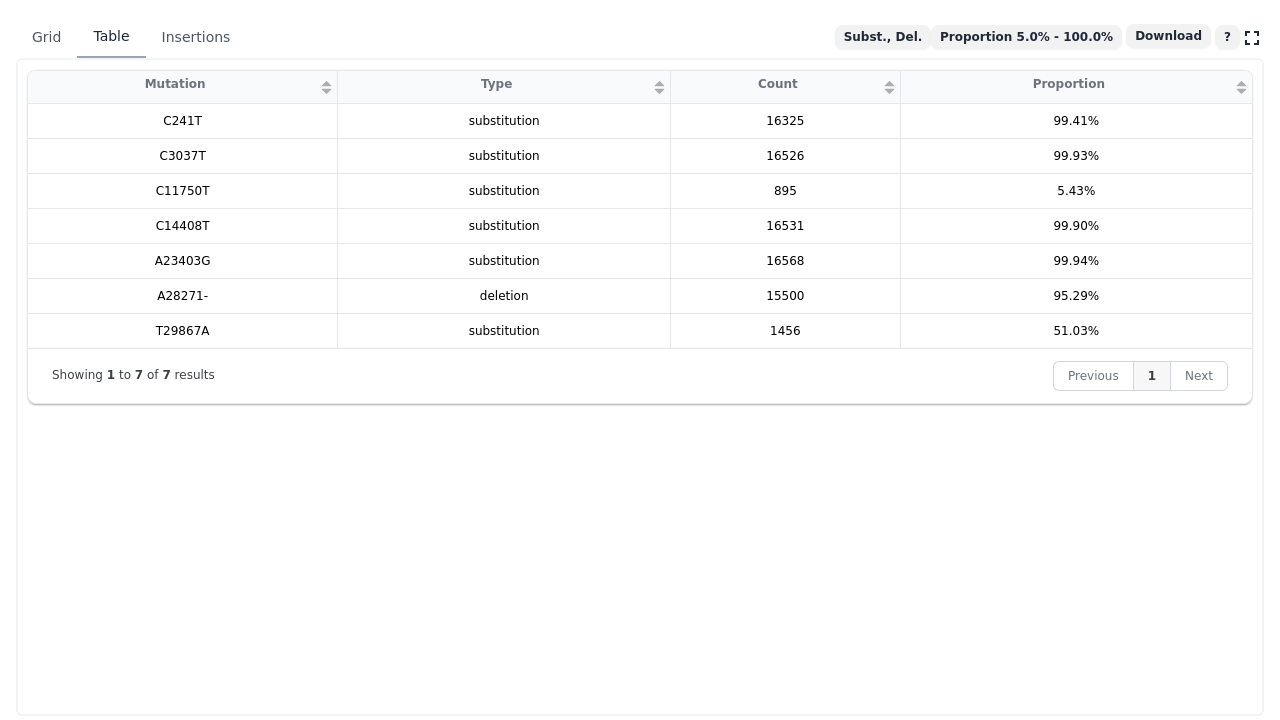 Grid Table Insertions Subst., Del. Proportion 5.0% - 100.0% Download ?
Mutation Type Count Proportion
C241T substitution 16325 99.41%
C3037T substitution 16526 99.93%
C11750T substitution 895 5.43%
C14408T substitution 16531 99.90%
A23403G substitution 16568 99.94%
A28271- deletion 15500 95.29%
T29867A substitution 1456 51.03%
Showing 1 to 7 of 7 results Previous 1 Next